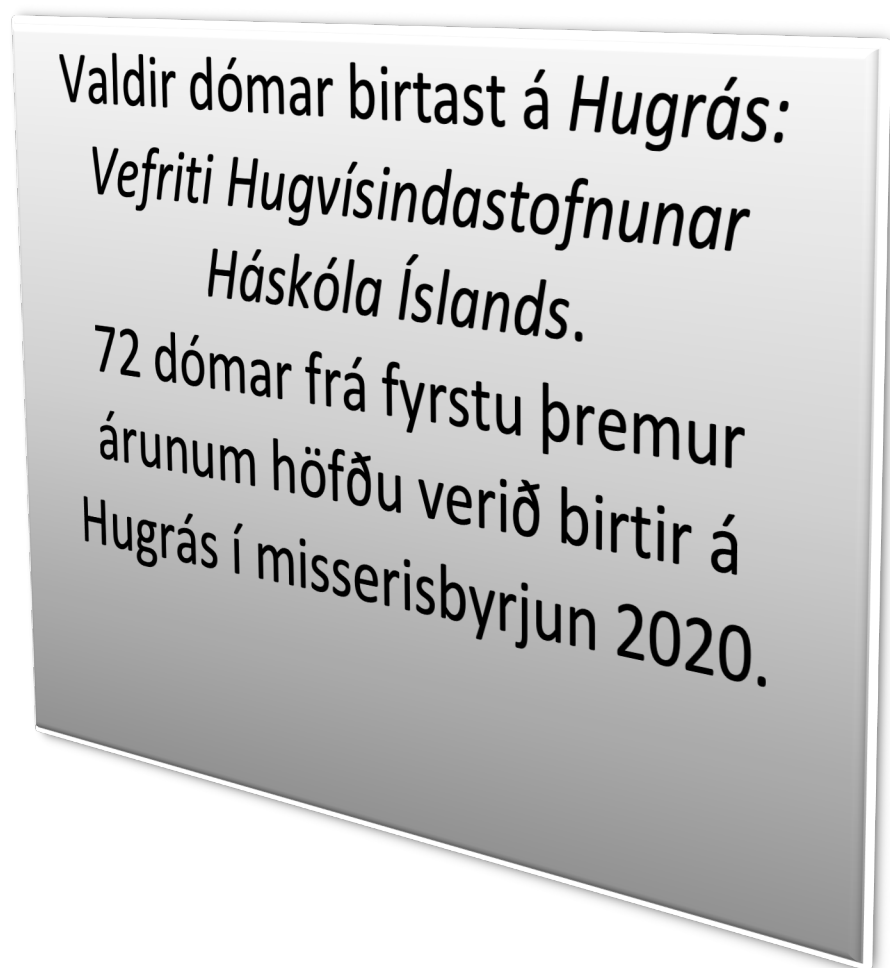 Valdir dómar birtast á Hugrás:
Vefriti Hugvísindastofnunar
Háskóla Íslands.
72 dómar frá fyrstu þremur
árunum höfðu verið birtir á
Hugrás í misserisbyrjun 2020.